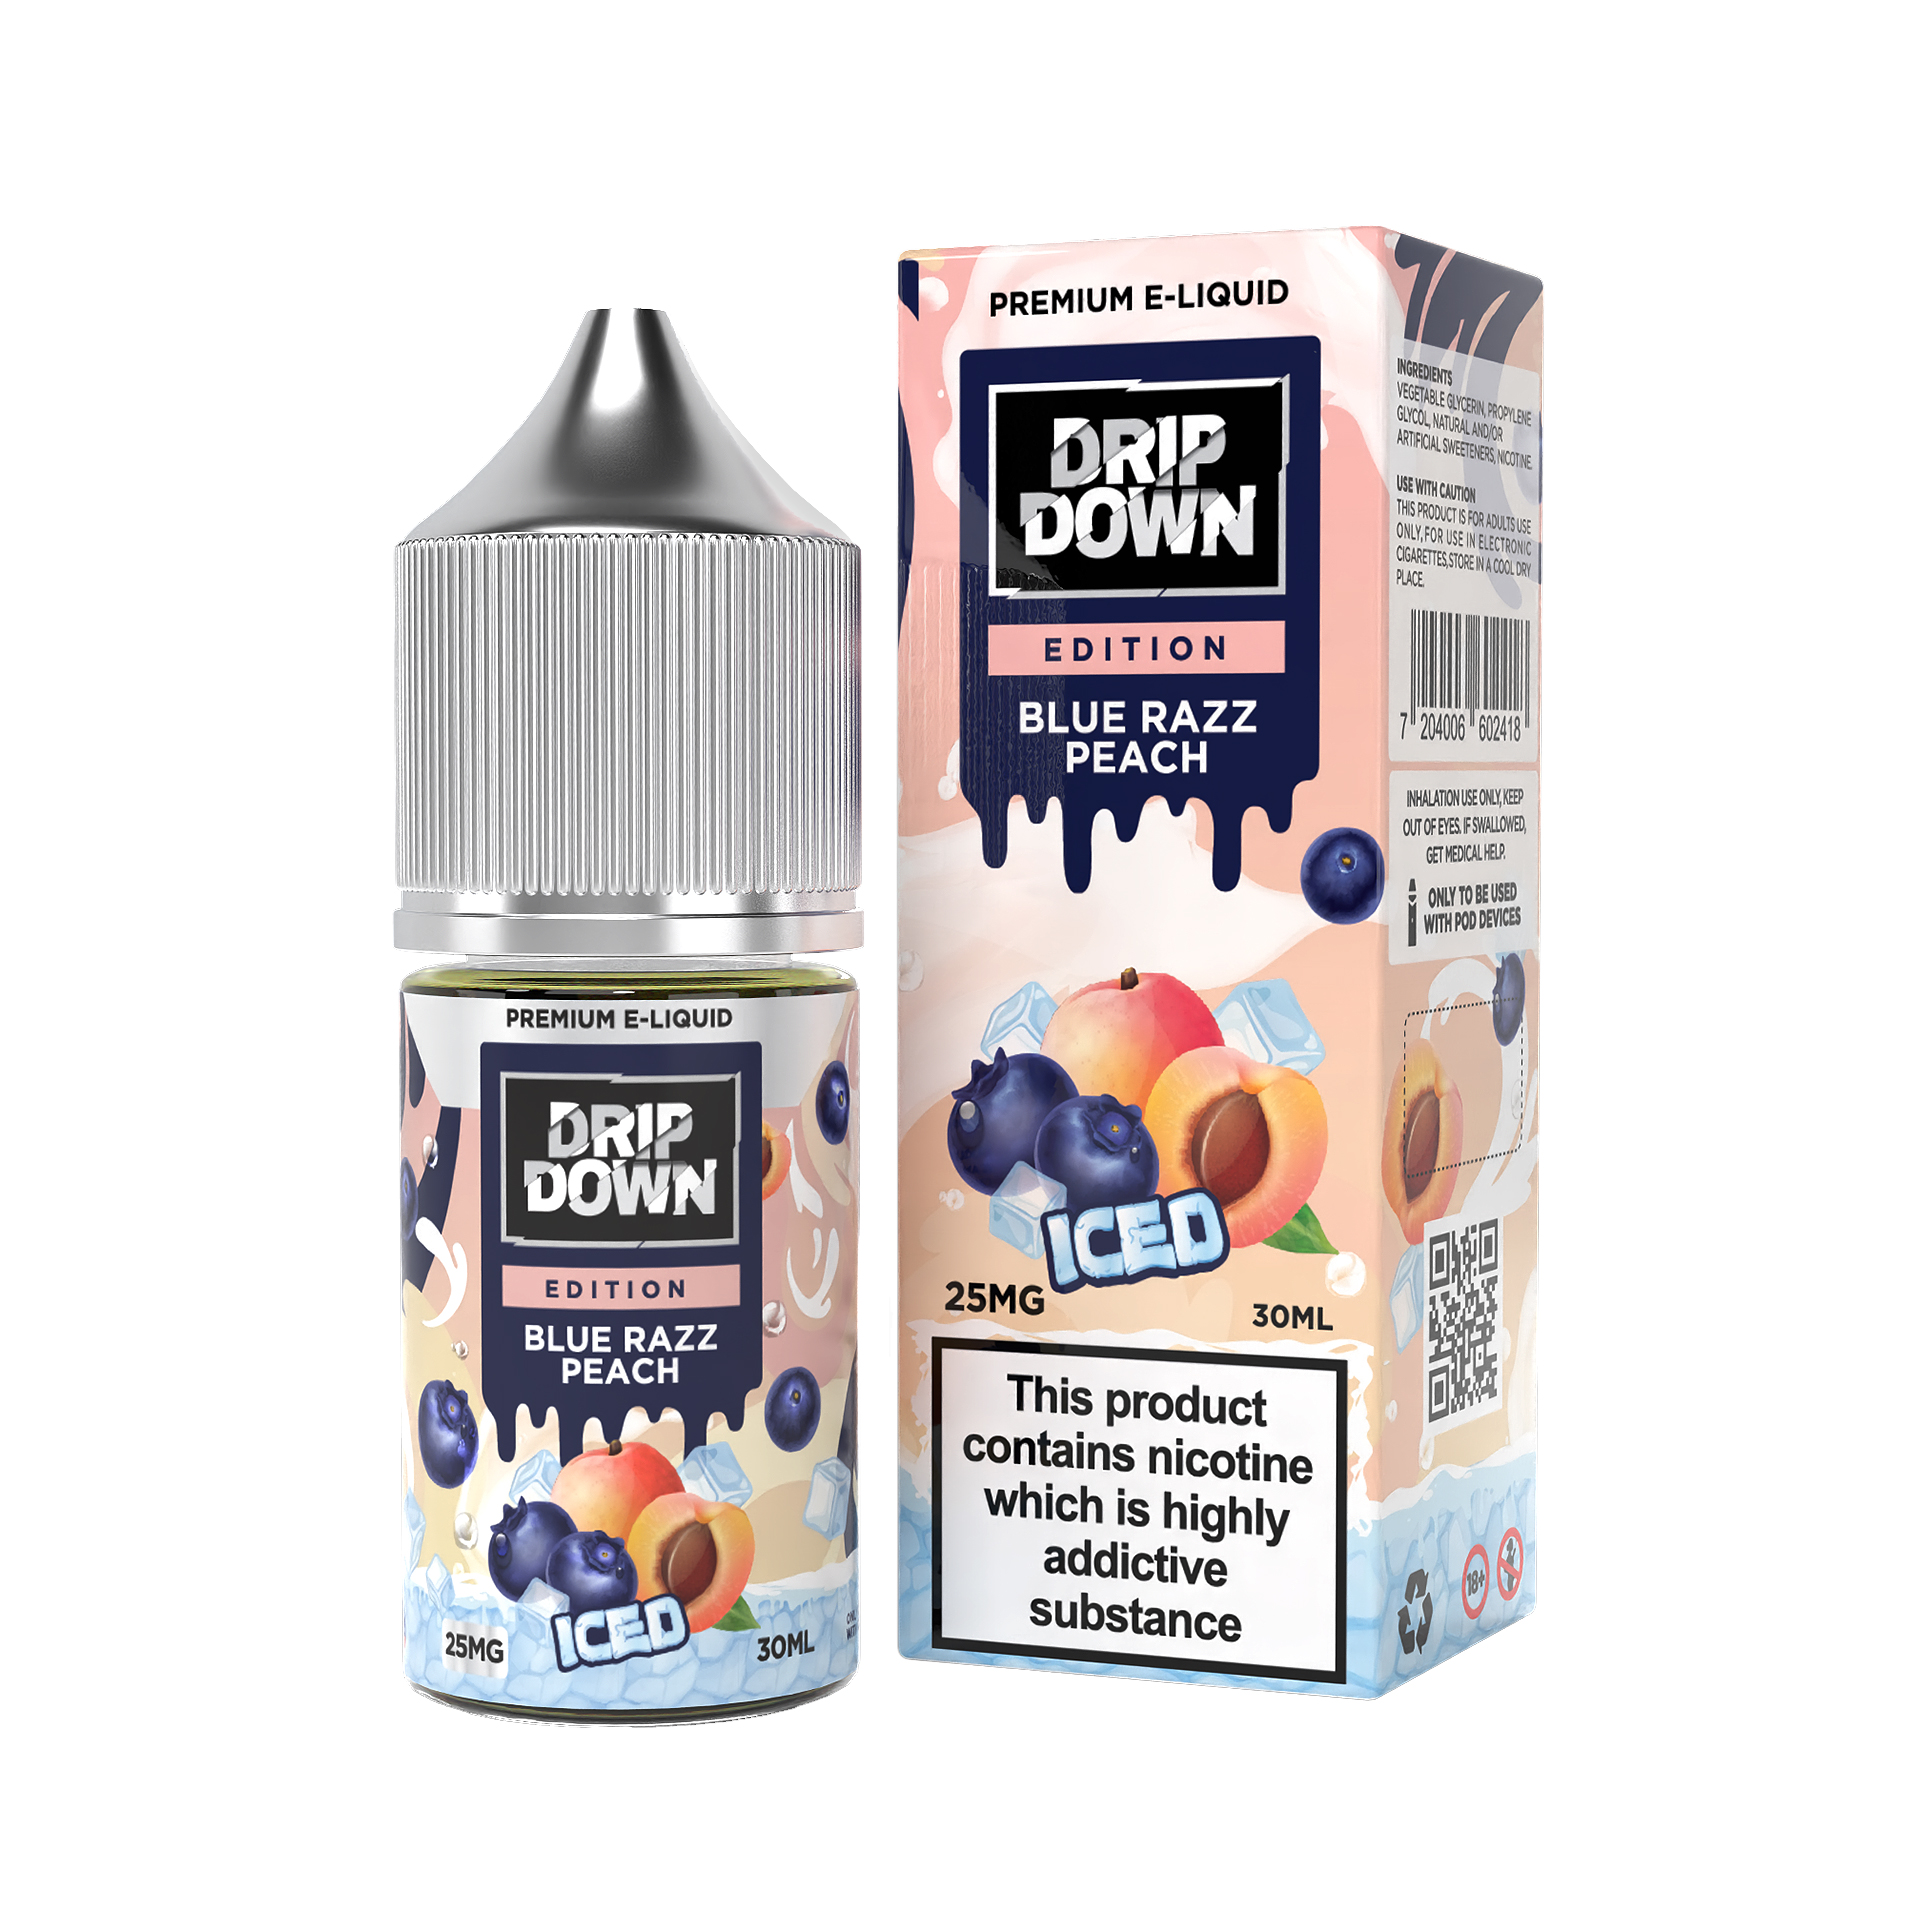 PREMIUM E-LIQUID
DRIP
DOWN
EDITION
BLUE RAZZ
PEACH
ICED
25MG
30ML
PREMIUM E-LIQUID
DRIP
DOWN
EDITION
BLUE RAZZ
PEACH
ICED
25MG
30ML
This product
contains nicotine
which is highly
addictive
substance
INGREDIENTS
VEGETABLE GLYCERIN, PROPYLENE
GLYCOL, NATURAL AND/OR
ARTIFICIAL SWEETENERS, NICOTINE.
USE WITH CAUTION
THIS PRODUCT IS FOR ADULTS USE
ONLY, FOR USE IN ELECTRONIC
CIGARETTES, STORE IN A COOL DRY
PLACE.
7 204006 602418
INHALATION USE ONLY, KEEP
OUT OF EYES. IF SWALLOWED,
GET MEDICAL HELP.
ONLY TO BE USED
WITH POD DEVICES
18+